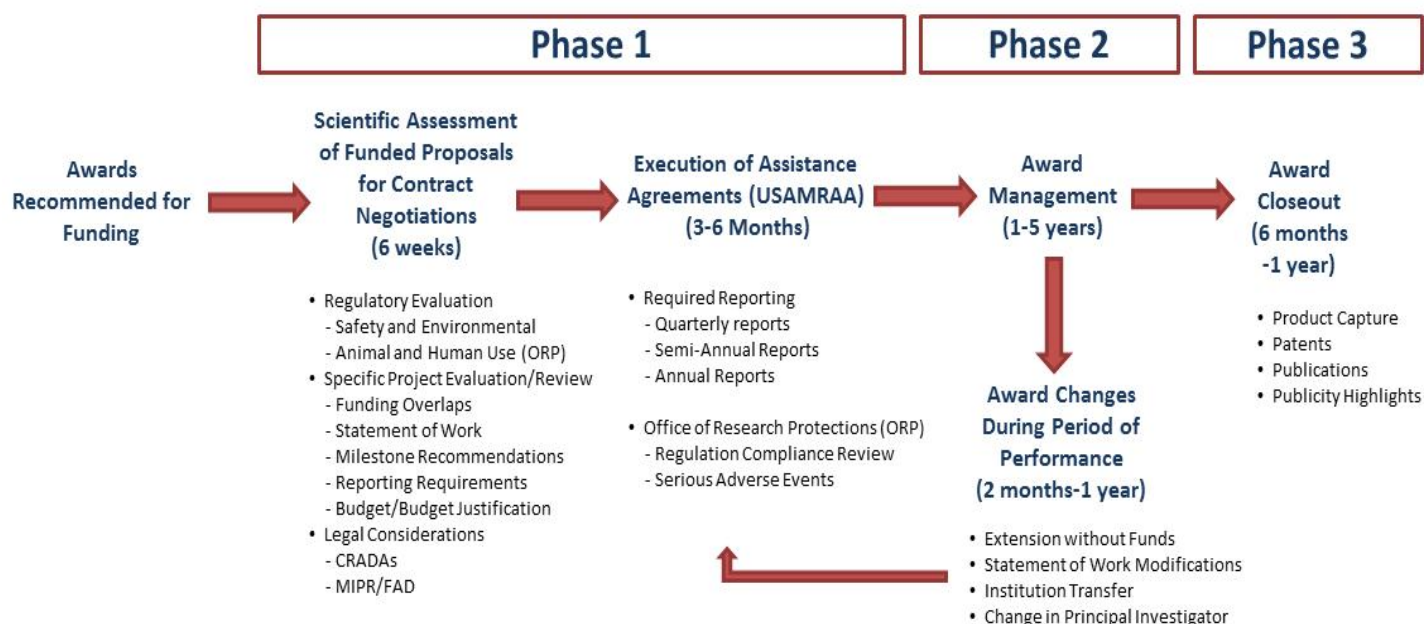 Phase 1
Phase 2
Phase 3
Awards
Recommended for
Funding
Scientific Assessment
of Funded Proposals
for Contract
Negotiations
(6 weeks)
• Regulatory Evaluation
- Safety and Environmental
- Animal and Human Use (ORP)
• Specific Project Evaluation/Review
- Funding Overlaps
- Statement of Work
- Milestone Recommendations
- Reporting Requirements
- Budget/Budget Justification
• Legal Considerations
- CRADAs
- MIPR/FAD
Execution of Assistance
Agreements (USAMRAA)
(3-6 Months)
• Required Reporting
- Quarterly reports
- Semi-Annual Reports
- Annual Reports
• Office of Research Protections (ORP)
- Regulation Compliance Review
- Serious Adverse Events
Award
Management
(1-5 years)
Award Changes
During Period of
Performance
(2 months-1 year)
• Extension without Funds
• Statement of Work Modifications
• Institution Transfer
• Change in Principal Investigator
Award
Closeout
(6 months
-1 year)
• Product Capture
• Patents
• Publications
• Publicity Highlights